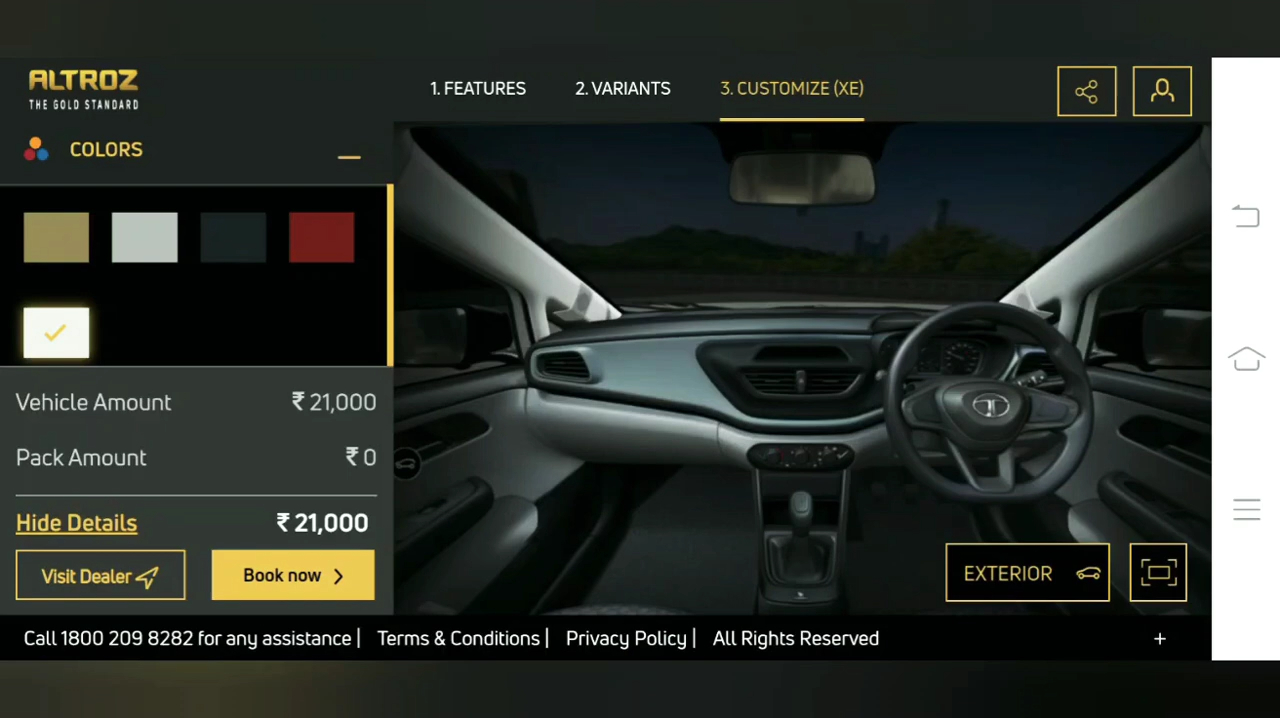 ALTROZ
THE GOLD STANDARD
1. FEATURES
2. VARIANTS
3. CUSTOMIZE (XE)
COLORS
Vehicle Amount ₹ 21,000
Pack Amount ₹ 0
Hide Details ₹ 21,000
Visit Dealer
Book now
EXTERIOR
Call 1800 209 8282 for any assistance | Terms & Conditions | Privacy Policy | All Rights Reserved +